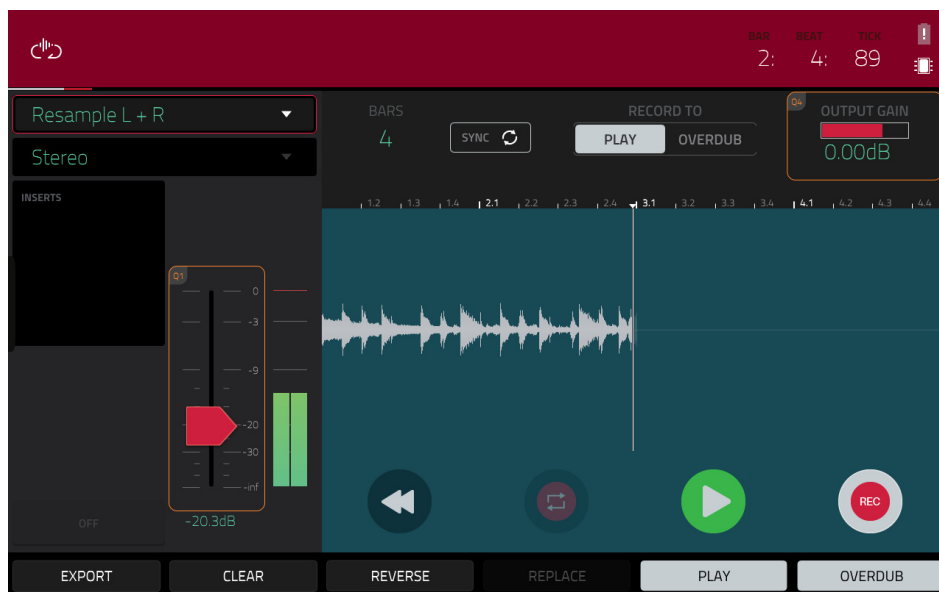 BAR BEAT TICK
2: 4: 89
Resample L + R
Stereo
BARS
4
SYNC
RECORD TO
PLAY OVERDUB
Q4
OUTPUT GAIN
0.00dB
INSERTS
1.2 1.3 1.4 2.1 2.2 2.3 2.4 3.1 3.2 3.3 3.4 4.1 4.2 4.3 4.4
Q1
0
-3
-9
-20
-30
-inf
-20.3dB
OFF
REC
EXPORT CLEAR REVERSE REPLACE PLAY OVERDUB